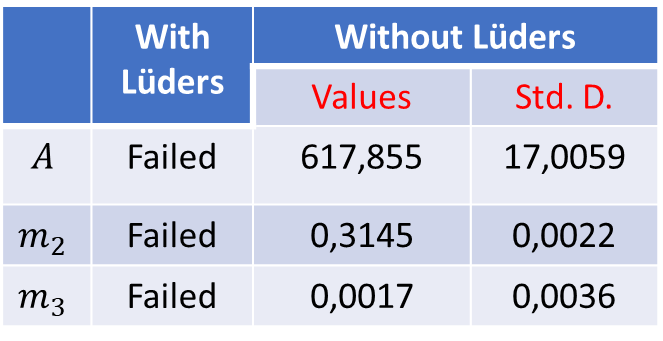 With Lüders Without Lüders
Values Std. D.
A Failed 617,855 17,0059
m₂ Failed 0,3145 0,0022
m₃ Failed 0,0017 0,0036